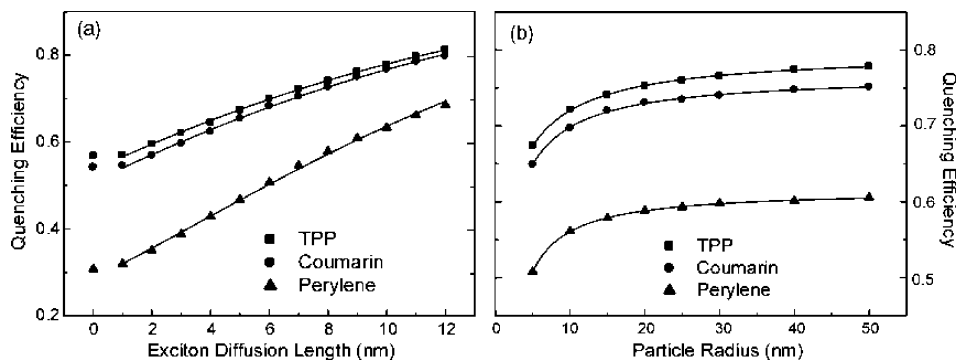 (a)
0.8
0.6
0.4
0.2
Quenching Efficiency
TPP
Coumarin
Perylene
0 2 4 6 8 10 12
Exciton Diffusion Length (nm)
(b)
0.8
0.7
0.6
0.5
Quenching Efficiency
TPP
Coumarin
Perylene
0 10 20 30 40 50
Particle Radius (nm)